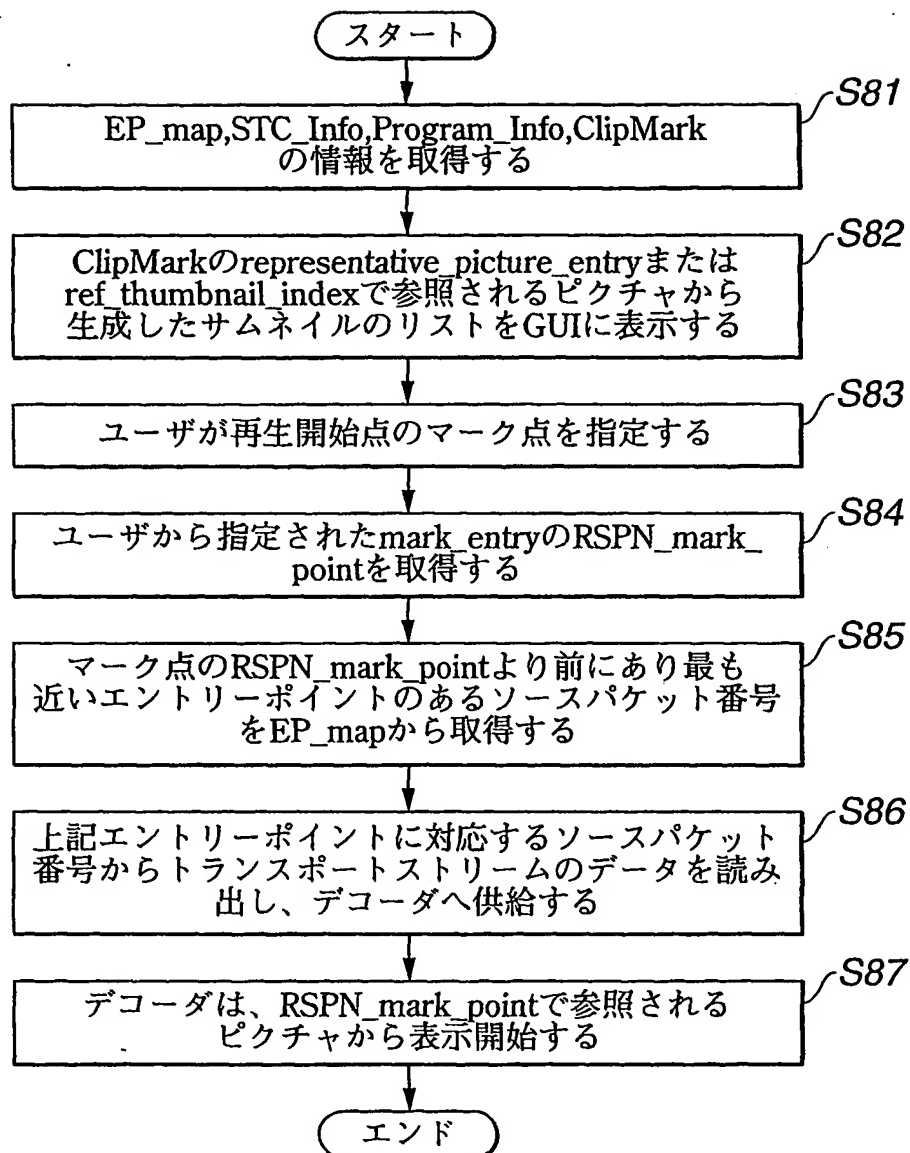 スタート
S81
EP_map,STC_Info,Program_Info,ClipMark
の情報を取得する
S82
ClipMarkのrepresentative_picture_entryまたは
ref_thumbnail_indexで参照されるピクチャから
生成したサムネイルのリストをGUIに表示する
S83
ユーザが再生開始点のマーク点を指定する
S84
ユーザから指定されたmark_entryのRSPN_mark_
pointを取得する
S85
マーク点のRSPN_mark_pointより前にあり最も
近いエントリーポイントのあるソースパケット番号
をEP_mapから取得する
S86
上記エントリーポイントに対応するソースパケット
番号からトランスポートストリームのデータを読み
出し、デコーダへ供給する
S87
デコーダは、RSPN_mark_pointで参照される
ピクチャから表示開始する
エンド